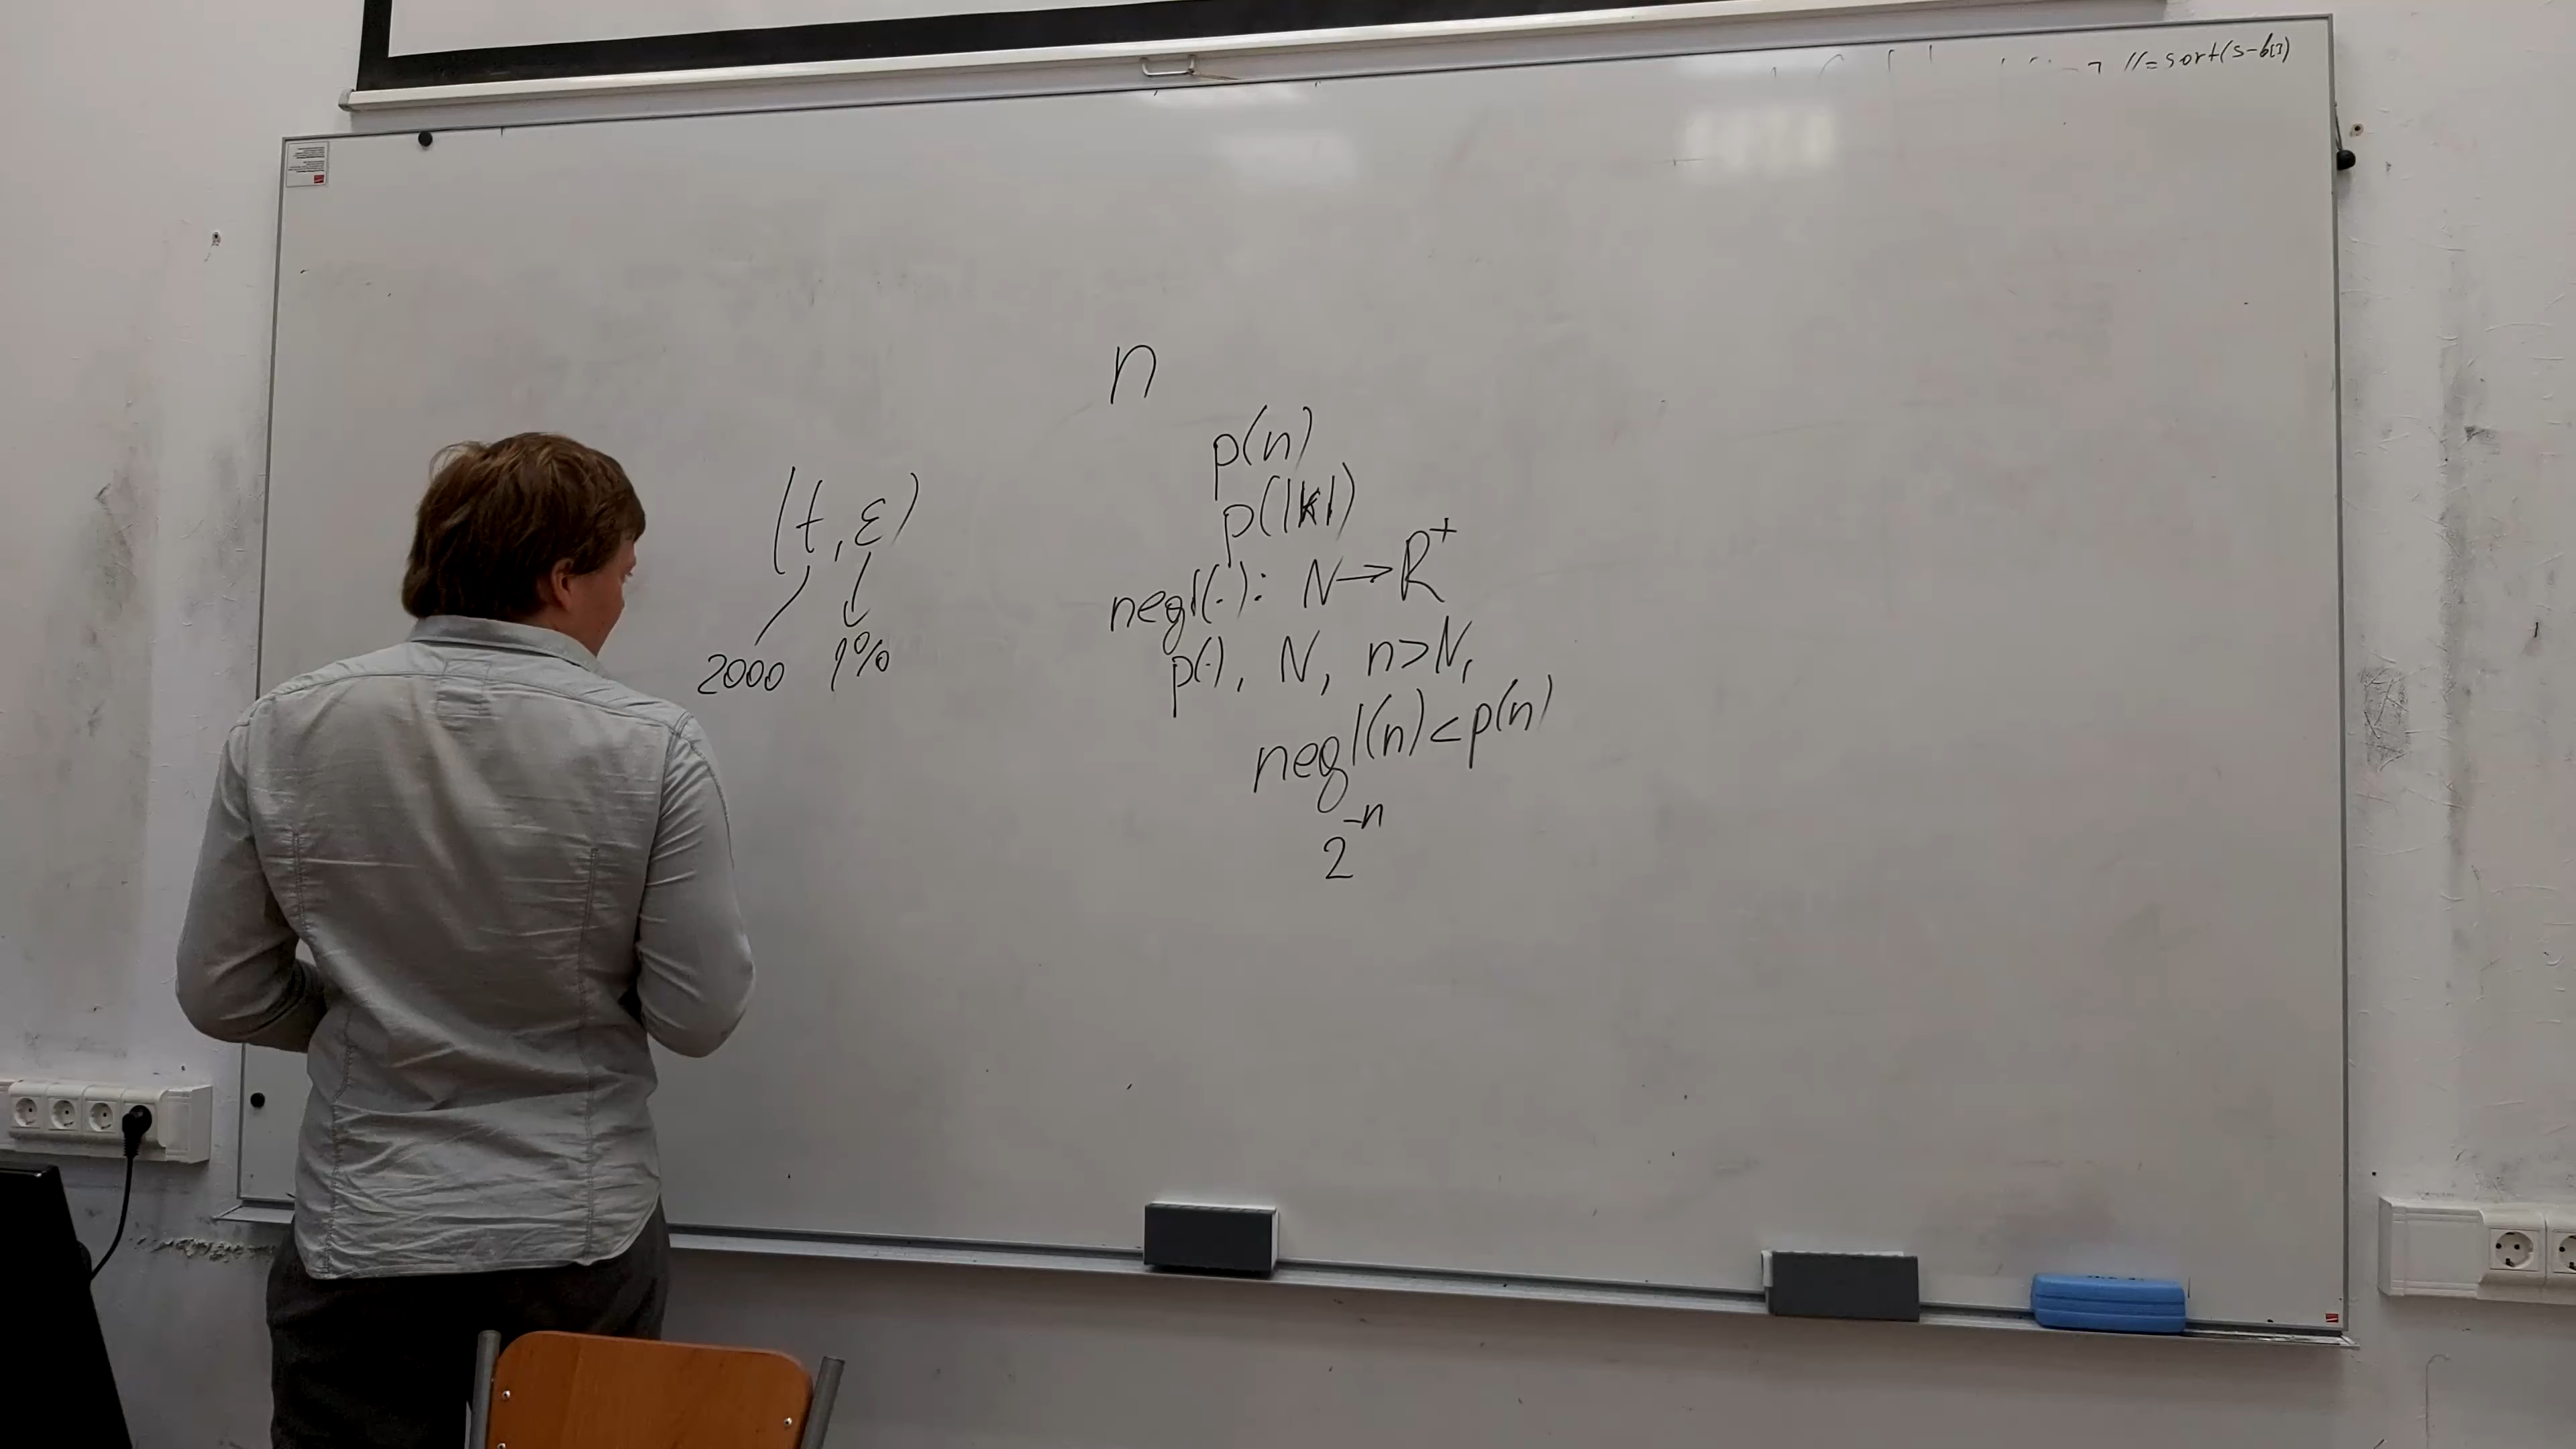 //=sort(s-b[i])
n
p(n)
(t, ε)
p(|k|)
negl(·): N→R⁺
2000 1%
p(·), N, n>N,
negl(n)<p(n)
2⁻ⁿ